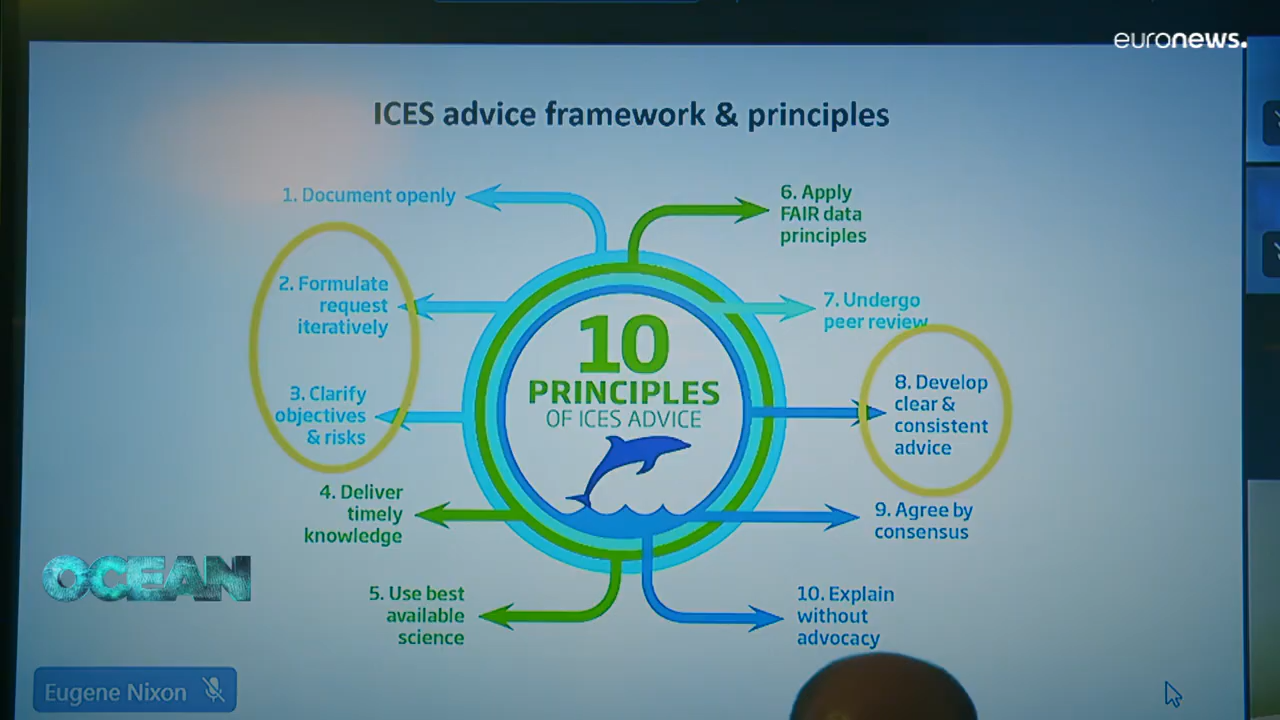 euronews.
ICES advice framework & principles
1. Document openly
2. Formulate
request
iteratively
3. Clarify
objectives
& risks
4. Deliver
timely
knowledge
5. Use best
available
science
10
PRINCIPLES
OF ICES ADVICE
6. Apply
FAIR data
principles
7. Undergo
peer review
8. Develop
clear &
consistent
advice
9. Agree by
consensus
10. Explain
without
advocacy
OCEAN
Eugene Nixon